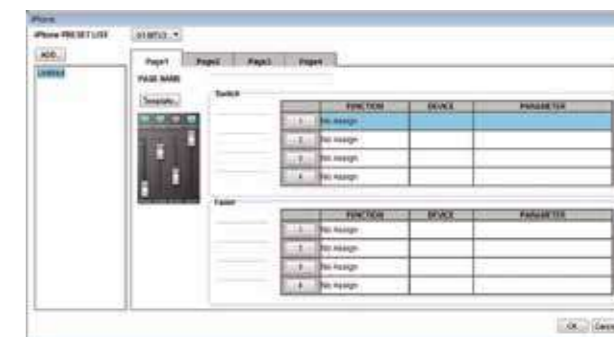 iPhone
iPhone PRESET LIST
ADD...
Untitled
Page1 Page2 Page3 Page4
PAGE NAME
Template...
Switch
FUNCTION DEVICE PARAMETER
1 No Assign
2 No Assign
3 No Assign
4 No Assign
Fader
FUNCTION DEVICE PARAMETER
1 No Assign
2 No Assign
3 No Assign
4 No Assign
OK Cancel